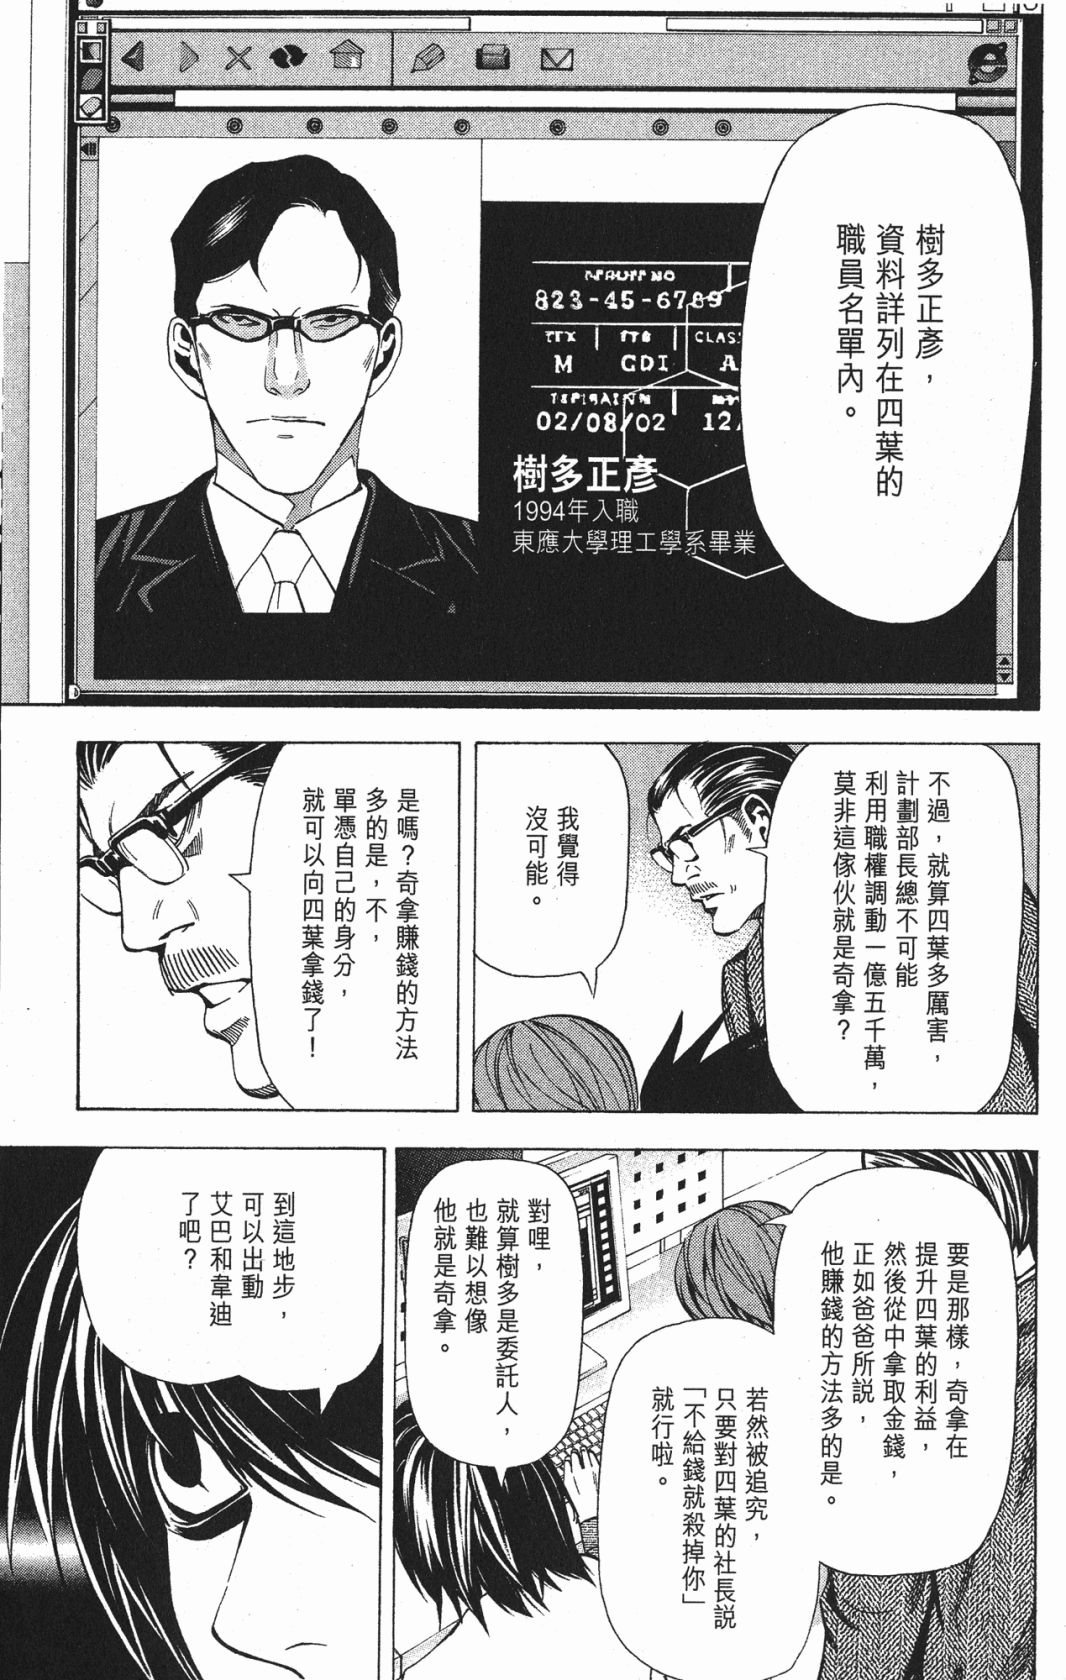 樹多正彥，
資料詳列在四葉的
職員名單內。
823-45-6789
CLAS
M
GDI
A
02/08/02
12/
樹多正彥
1994年入職
東應大學理工學系畢業
不過，就算四葉多厲害，
計劃部長總不可能
利用職權調動一億五千萬，
莫非這傢伙就是奇拿？
我覺得
沒可能。
是嗎？奇拿賺錢的方法
多的是，不，
單憑自己的身分，
就可以向四葉拿錢了！
要是那樣，奇拿在
提升四葉的利益，
然後從中拿取金錢，
正如爸爸所說，
他賺錢的方法多的是。
若然被追究，
只要對四葉的社長說
「不給錢就殺掉你」
就行啦。
對哩，
就算樹多是委託人，
也難以想像
他就是奇拿。
到這地步，
可以出動
艾巴和韋迪
了吧？